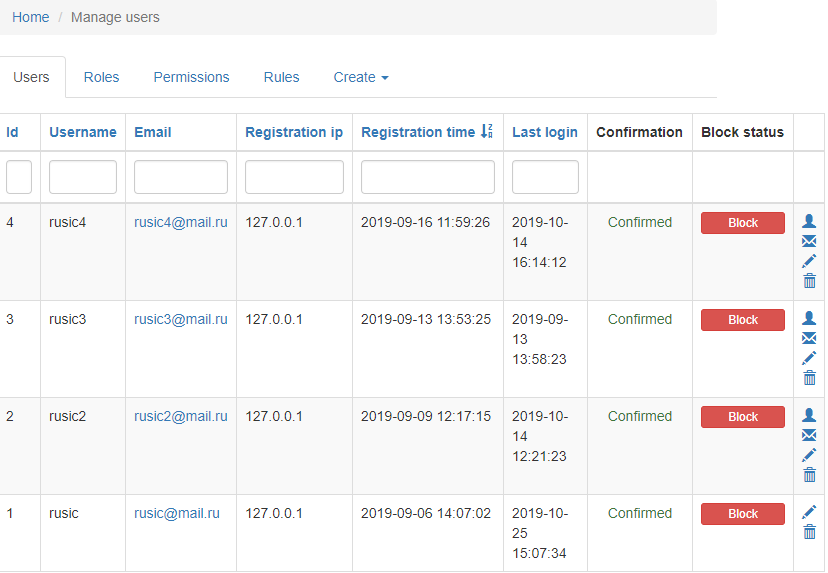 Home / Manage users
Users Roles Permissions Rules Create
Id Username Email Registration ip Registration time Last login Confirmation Block status
4 rusic4 rusic4@mail.ru 127.0.0.1 2019-09-16 11:59:26 2019-10- Confirmed Block
14
16:14:12
3 rusic3 rusic3@mail.ru 127.0.0.1 2019-09-13 13:53:25 2019-09- Confirmed Block
13
13:58:23
2 rusic2 rusic2@mail.ru 127.0.0.1 2019-09-09 12:17:15 2019-10- Confirmed Block
14
12:21:23
1 rusic rusic@mail.ru 127.0.0.1 2019-09-06 14:07:02 2019-10- Confirmed Block
25
15:07:34